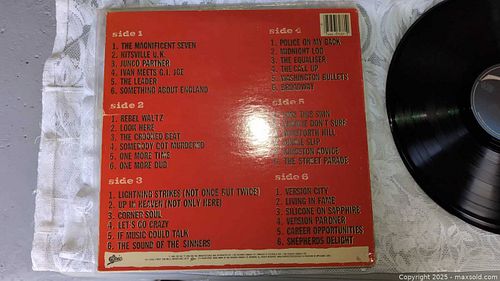 side 1
1. THE MAGNIFICENT SEVEN
2. HITSVILLE U.K.
3. JUNCO PARTNER
4. IVAN MEETS G.I. JOE
5. THE LEADER
6. SOMETHING ABOUT ENGLAND
side 2
1. REBEL WALTZ
2. LOOK HERE
3. THE CROOKED BEAT
4. SOMEBODY GOT MURDERED
5. ONE MORE TIME
6. ONE MORE DUB
side 3
1. LIGHTNING STRIKES (NOT ONCE BUT TWICE)
2. UP IN HEAVEN (NOT ONLY HERE)
3. CORNER SOUL
4. LET'S GO CRAZY
5. IF MUSIC COULD TALK
6. THE SOUND OF THE SINNERS
side 4
1. POLICE ON MY BACK
2. MIDNIGHT LOG
3. THE EQUALISER
4. THE CALL UP
5. WASHINGTON BULLETS
6. BROADWAY
side 5
THIS SKIN
DON'T SURF
HILL
SLIP
ADVICE
6. THE STREET PARADE
side 6
1. VERSION CITY
2. LIVING IN FAME
3. SILICONE ON SAPPHIRE
4. VERSION PARDNER
5. CAREER OPPORTUNITIES
6. SHEPHERDS DELIGHT
Epic
© Copyright 2025 - maxsold.com